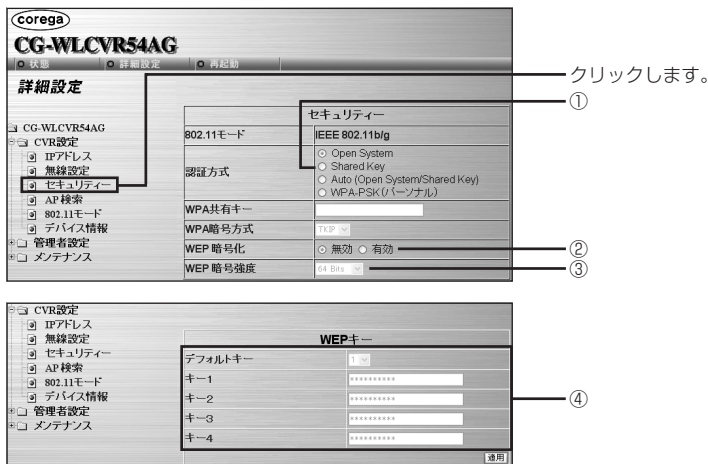 corega
CG-WLCVR54AG
状態 詳細設定 再起動
詳細設定
クリックします。
①
CG-WLCVR54AG
CVR設定
IPアドレス
無線設定
セキュリティー
AP検索
802.11モード
デバイス情報
管理者設定
メンテナンス
セキュリティー
802.11モード IEEE 802.11b/g
認証方式
Open System
Shared Key
Auto (Open System/Shared Key)
WPA-PSK(パーソナル)
WPA共有キー
WPA暗号方式 TKIP
WEP 暗号化 無効 有効 ②
WEP 暗号強度 64 Bits ③
CVR設定
IPアドレス
無線設定
セキュリティー
AP検索
802.11モード
デバイス情報
管理者設定
メンテナンス
WEPキー
デフォルトキー 1
キー1 **********
キー2 **********
キー3 **********
キー4 **********
④
適用